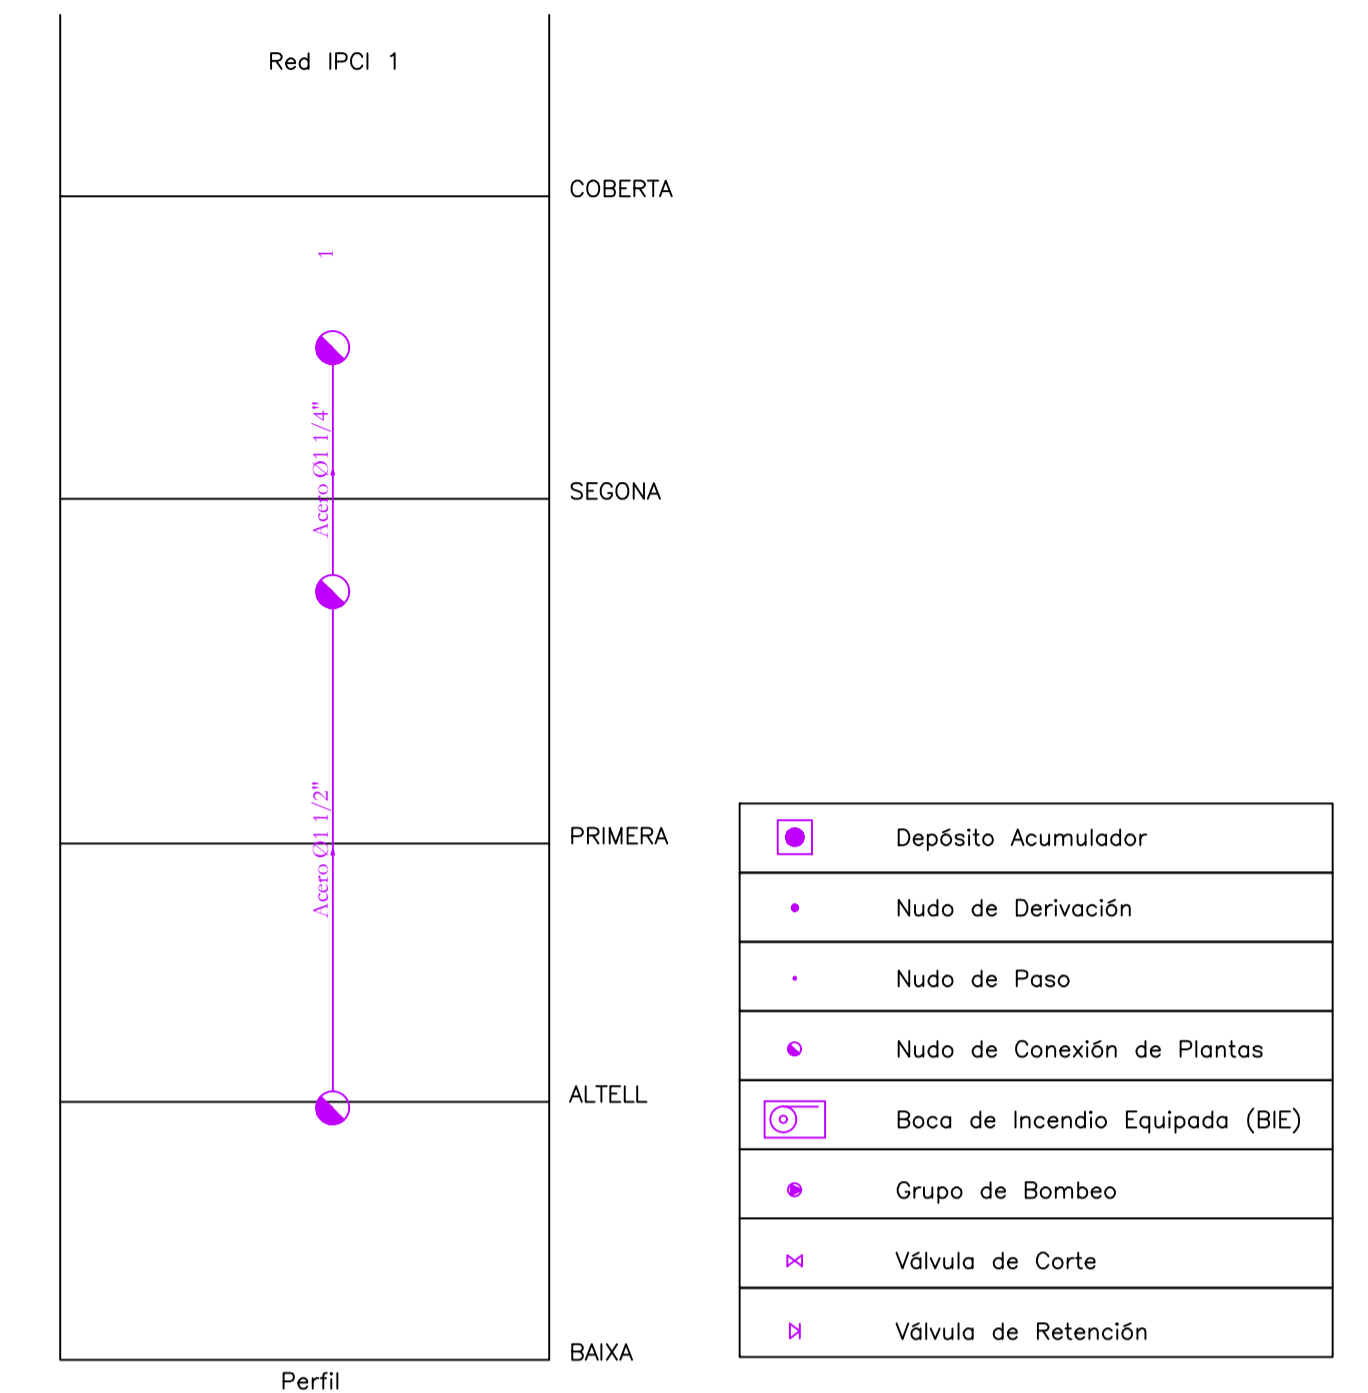 Red IPCI 1
COBERTA
1
Acero Ø1 1/4"
SEGONA
Acero Ø1 1/2"
PRIMERA
ALTELL
BAIXA
Perfil
Depósito Acumulador
Nudo de Derivación
Nudo de Paso
Nudo de Conexión de Plantas
Boca de Incendio Equipada (BIE)
Grupo de Bombeo
Válvula de Corte
Válvula de Retención